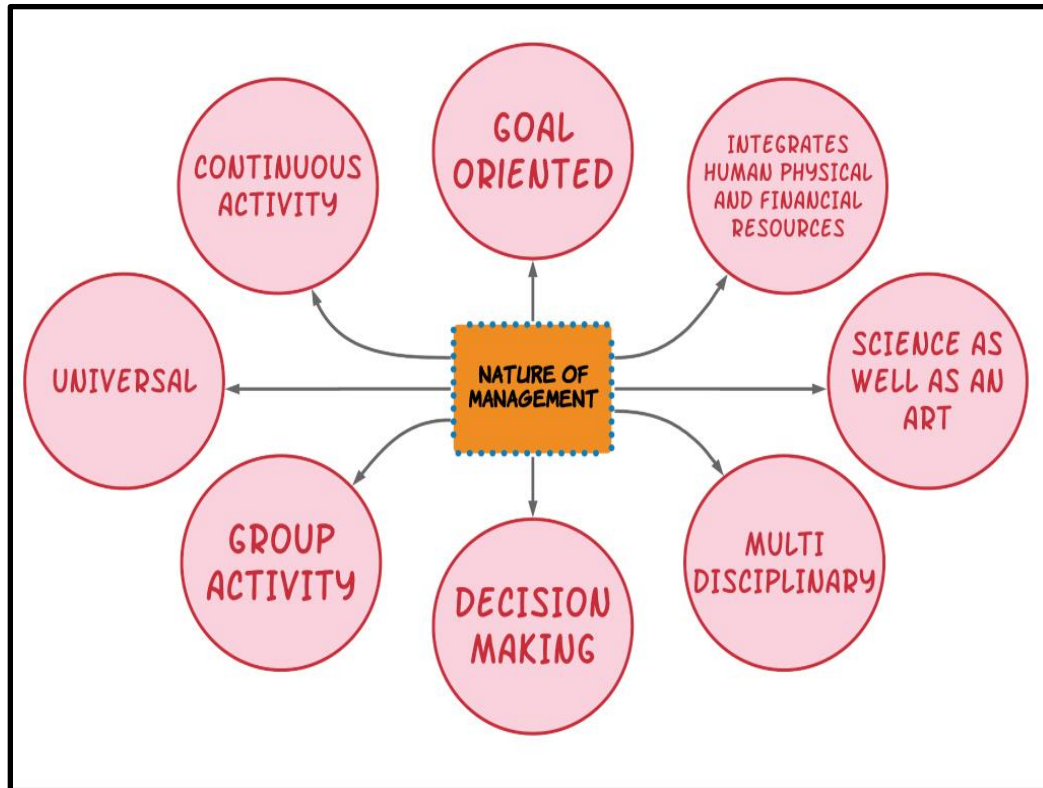 GOAL
ORIENTED
INTEGRATES
HUMAN PHYSICAL
AND FINANCIAL
RESOURCES
SCIENCE AS
WELL AS AN
ART
MULTI
DISCIPLINARY
DECISION
MAKING
GROUP
ACTIVITY
UNIVERSAL
CONTINUOUS
ACTIVITY
NATURE OF
MANAGEMENT